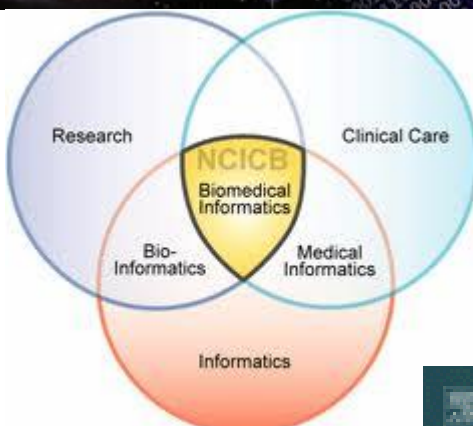 Research
Clinical Care
NCICB
Biomedical
Informatics
Bio-
Informatics
Medical
Informatics
Informatics